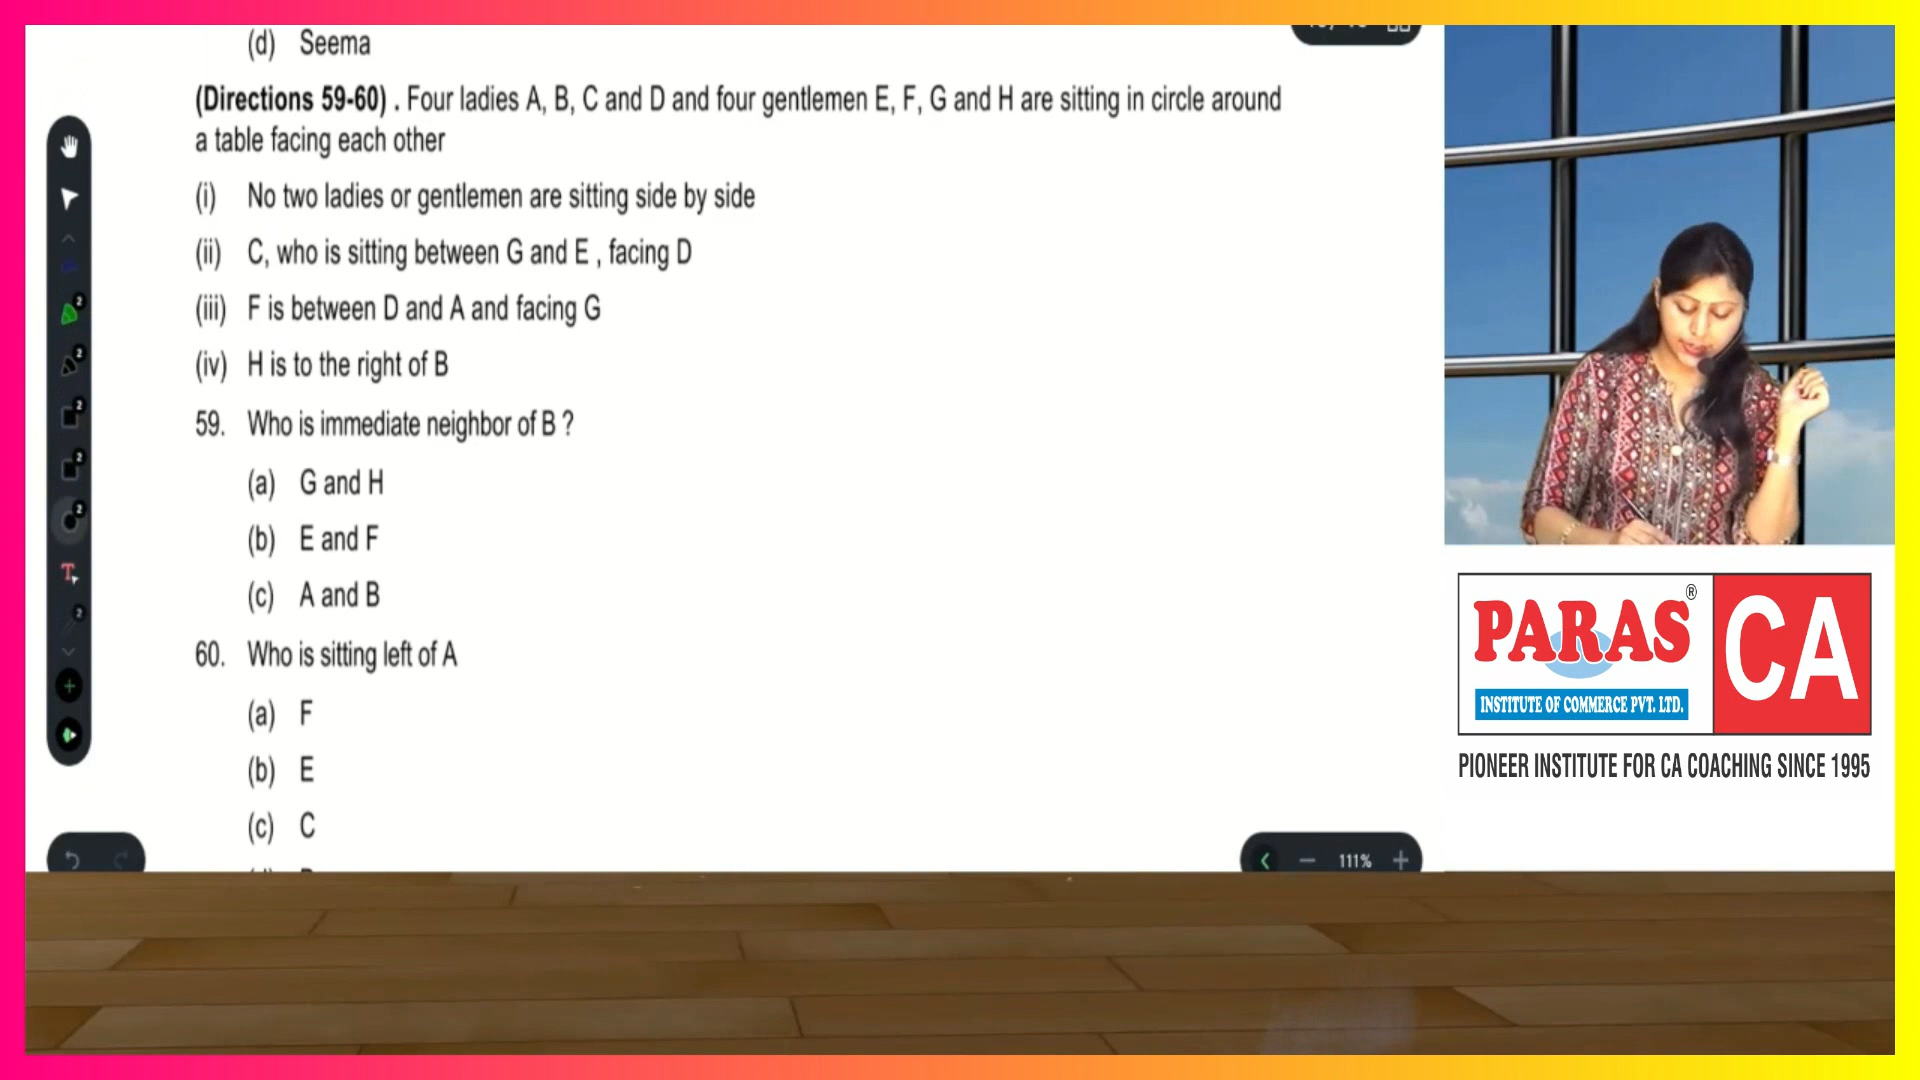 (d) Seema
(Directions 59-60) . Four ladies A, B, C and D and four gentlemen E, F, G and H are sitting in circle around
a table facing each other
(i) No two ladies or gentlemen are sitting side by side
(ii) C, who is sitting between G and E , facing D
(iii) F is between D and A and facing G
(iv) H is to the right of B
59. Who is immediate neighbor of B ?
(a) G and H
(b) E and F
(c) A and B
60. Who is sitting left of A
(a) F
(b) E
(c) C
111%
PARAS ®
CA
INSTITUTE OF COMMERCE PVT. LTD.
PIONEER INSTITUTE FOR CA COACHING SINCE 1995